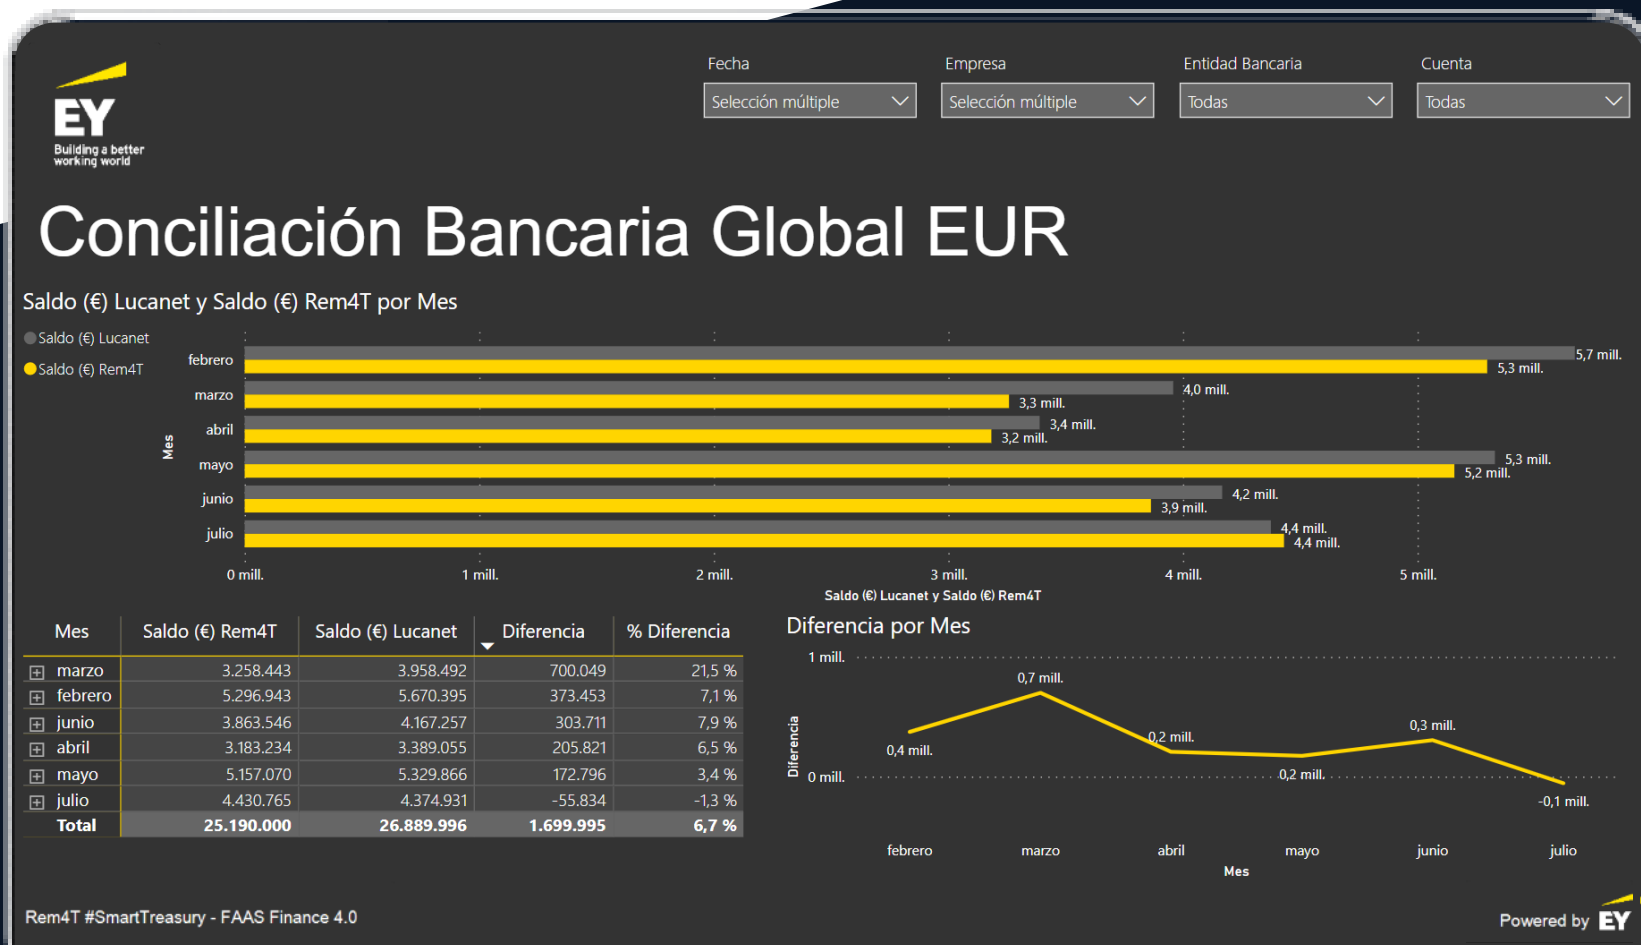 Fecha Empresa Entidad Bancaria Cuenta
Selección múltiple Selección múltiple Todas Todas
EY
Building a better
working world
Conciliación Bancaria Global EUR
Saldo (€) Lucanet y Saldo (€) Rem4T por Mes
Saldo (€) Lucanet
Saldo (€) Rem4T
Mes
febrero 5,7 mill.
5,3 mill.
marzo 4,0 mill.
3,3 mill.
abril 3,4 mill.
3,2 mill.
mayo 5,3 mill.
5,2 mill.
junio 4,2 mill.
3,9 mill.
julio 4,4 mill.
4,4 mill.
0 mill. 1 mill. 2 mill. 3 mill. 4 mill. 5 mill.
Saldo (€) Lucanet y Saldo (€) Rem4T
Mes Saldo (€) Rem4T Saldo (€) Lucanet Diferencia % Diferencia
marzo 3.258.443 3.958.492 700.049 21,5 %
febrero 5.296.943 5.670.395 373.453 7,1 %
junio 3.863.546 4.167.257 303.711 7,9 %
abril 3.183.234 3.389.055 205.821 6,5 %
mayo 5.157.070 5.329.866 172.796 3,4 %
julio 4.430.765 4.374.931 -55.834 -1,3 %
Total 25.190.000 26.889.996 1.699.995 6,7 %
Diferencia por Mes
1 mill.
0 mill.
Diferencia
0,4 mill.
0,7 mill.
0,2 mill.
0,2 mill.
0,3 mill.
-0,1 mill.
febrero marzo abril mayo junio julio
Mes
Rem4T #SmartTreasury - FAAS Finance 4.0
Powered by EY